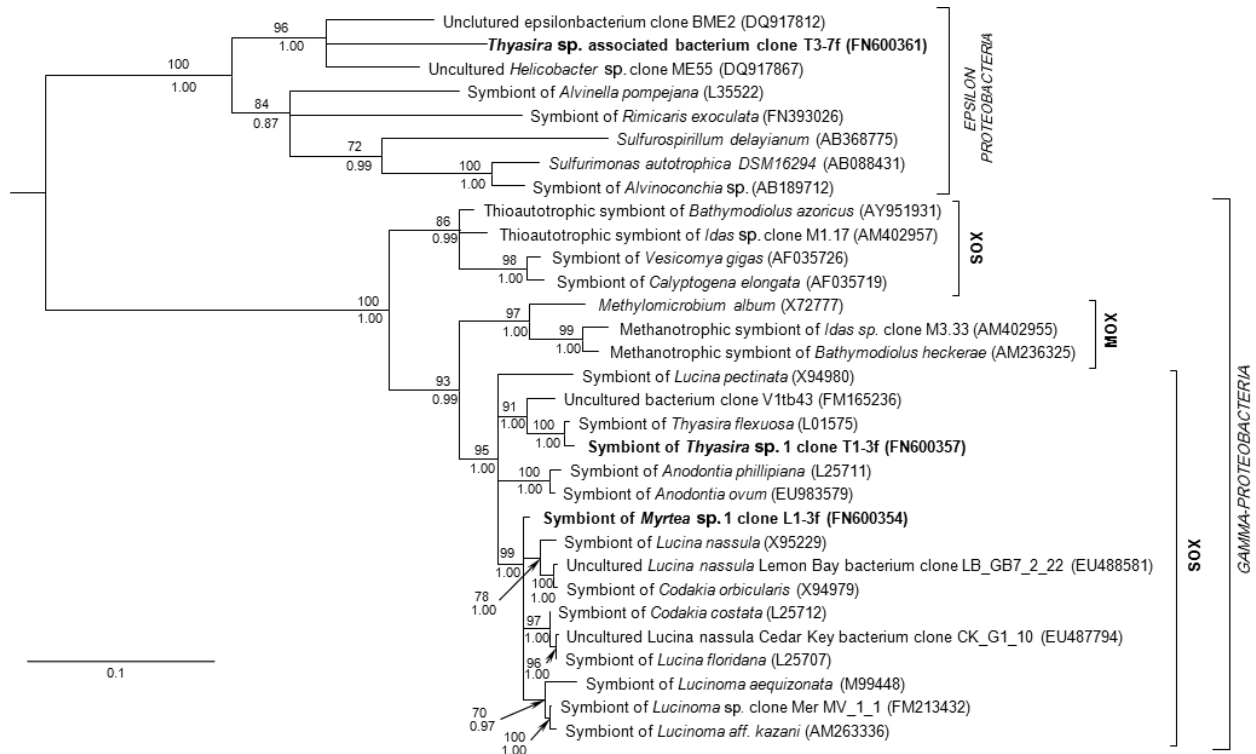 Unclutured epsilonbacterium clone BME2 (DQ917812)
96
1.00
Thyasira sp. associated bacterium clone T3-7f (FN600361)
100
1.00
Uncultured Helicobacter sp. clone ME55 (DQ917867)
Symbiont of Alvinella pompejana (L35522)
84
0.87
Symbiont of Rimicaris exoculata (FN393026)
Sulfurospirillum delayianum (AB368775)
72
0.99
Sulfurimonas autotrophica DSM16294 (AB088431)
100
1.00
Symbiont of Alvinoconchia sp. (AB189712)
EPSILON
PROTEOBACTERIA
Thioautotrophic symbiont of Bathymodiolus azoricus (AY951931)
86
0.99
Thioautotrophic symbiont of Idas sp. clone M1.17 (AM402957)
Symbiont of Vesicomya gigas (AF035726)
98
1.00
Symbiont of Calyptogena elongata (AF035719)
SOX
100
1.00
Methylomicrobium album (X72777)
97
1.00
Methanotrophic symbiont of Idas sp. clone M3.33 (AM402955)
99
1.00
Methanotrophic symbiont of Bathymodiolus heckerae (AM236325)
MOX
93
0.99
Symbiont of Lucina pectinata (X94980)
Uncultured bacterium clone V1tb43 (FM165236)
91
1.00
Symbiont of Thyasira flexuosa (L01575)
100
1.00
Symbiont of Thyasira sp. 1 clone T1-3f (FN600357)
95
1.00
Symbiont of Anodontia phillipiana (L25711)
100
1.00
Symbiont of Anodontia ovum (EU983579)
Symbiont of Myrtea sp. 1 clone L1-3f (FN600354)
99
1.00
Symbiont of Lucina nassula (X95229)
78
1.00
Uncultured Lucina nassula Lemon Bay bacterium clone LB_GB7_2_22 (EU488581)
100
1.00
Symbiont of Codakia orbicularis (X94979)
Symbiont of Codakia costata (L25712)
97
1.00
Uncultured Lucina nassula Cedar Key bacterium clone CK_G1_10 (EU487794)
96
1.00
Symbiont of Lucina floridana (L25707)
Symbiont of Lucinoma aequizonata (M99448)
70
0.97
Symbiont of Lucinoma sp. clone Mer MV_1_1 (FM213432)
100
1.00
Symbiont of Lucinoma aff. kazani (AM263336)
SOX
GAMMA-PROTEOBACTERIA
0.1